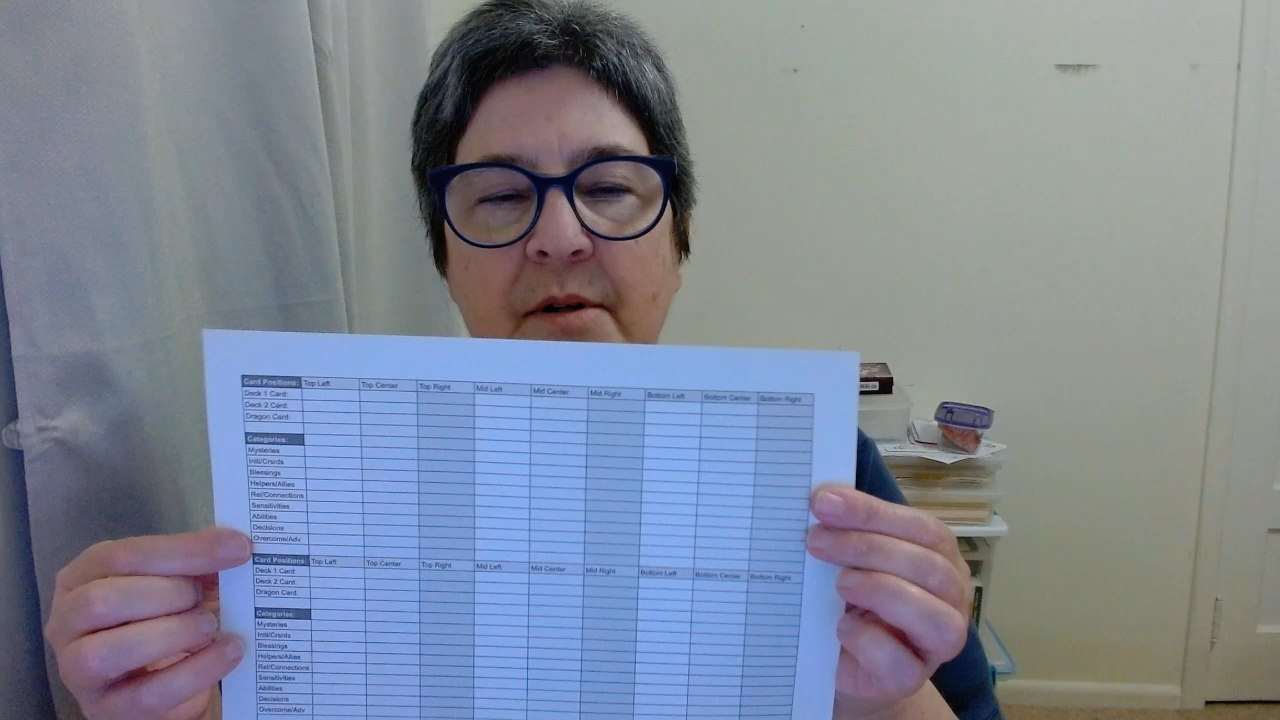 Card Positions: Top Left Top Center Top Right Mid Left Mid Center Mid Right Bottom Left Bottom Center Bottom Right
Deck 1 Card:
Deck 2 Card:
Dragon Card:
Categories:
Mysteries
Initi/Crsrds
Blessings
Helpers/Allies
Rel/Connections
Sensitivities
Abilities
Decisions
Overcome/Adv
Card Positions: Top Left Top Center Top Right Mid Left Mid Center Mid Right Bottom Left Bottom Center Bottom Right
Deck 1 Card:
Deck 2 Card:
Dragon Card:
Categories:
Mysteries
Initi/Crsrds
Blessings
Helpers/Allies
Rel/Connections
Sensitivities
Abilities
Decisions
Overcome/Adv